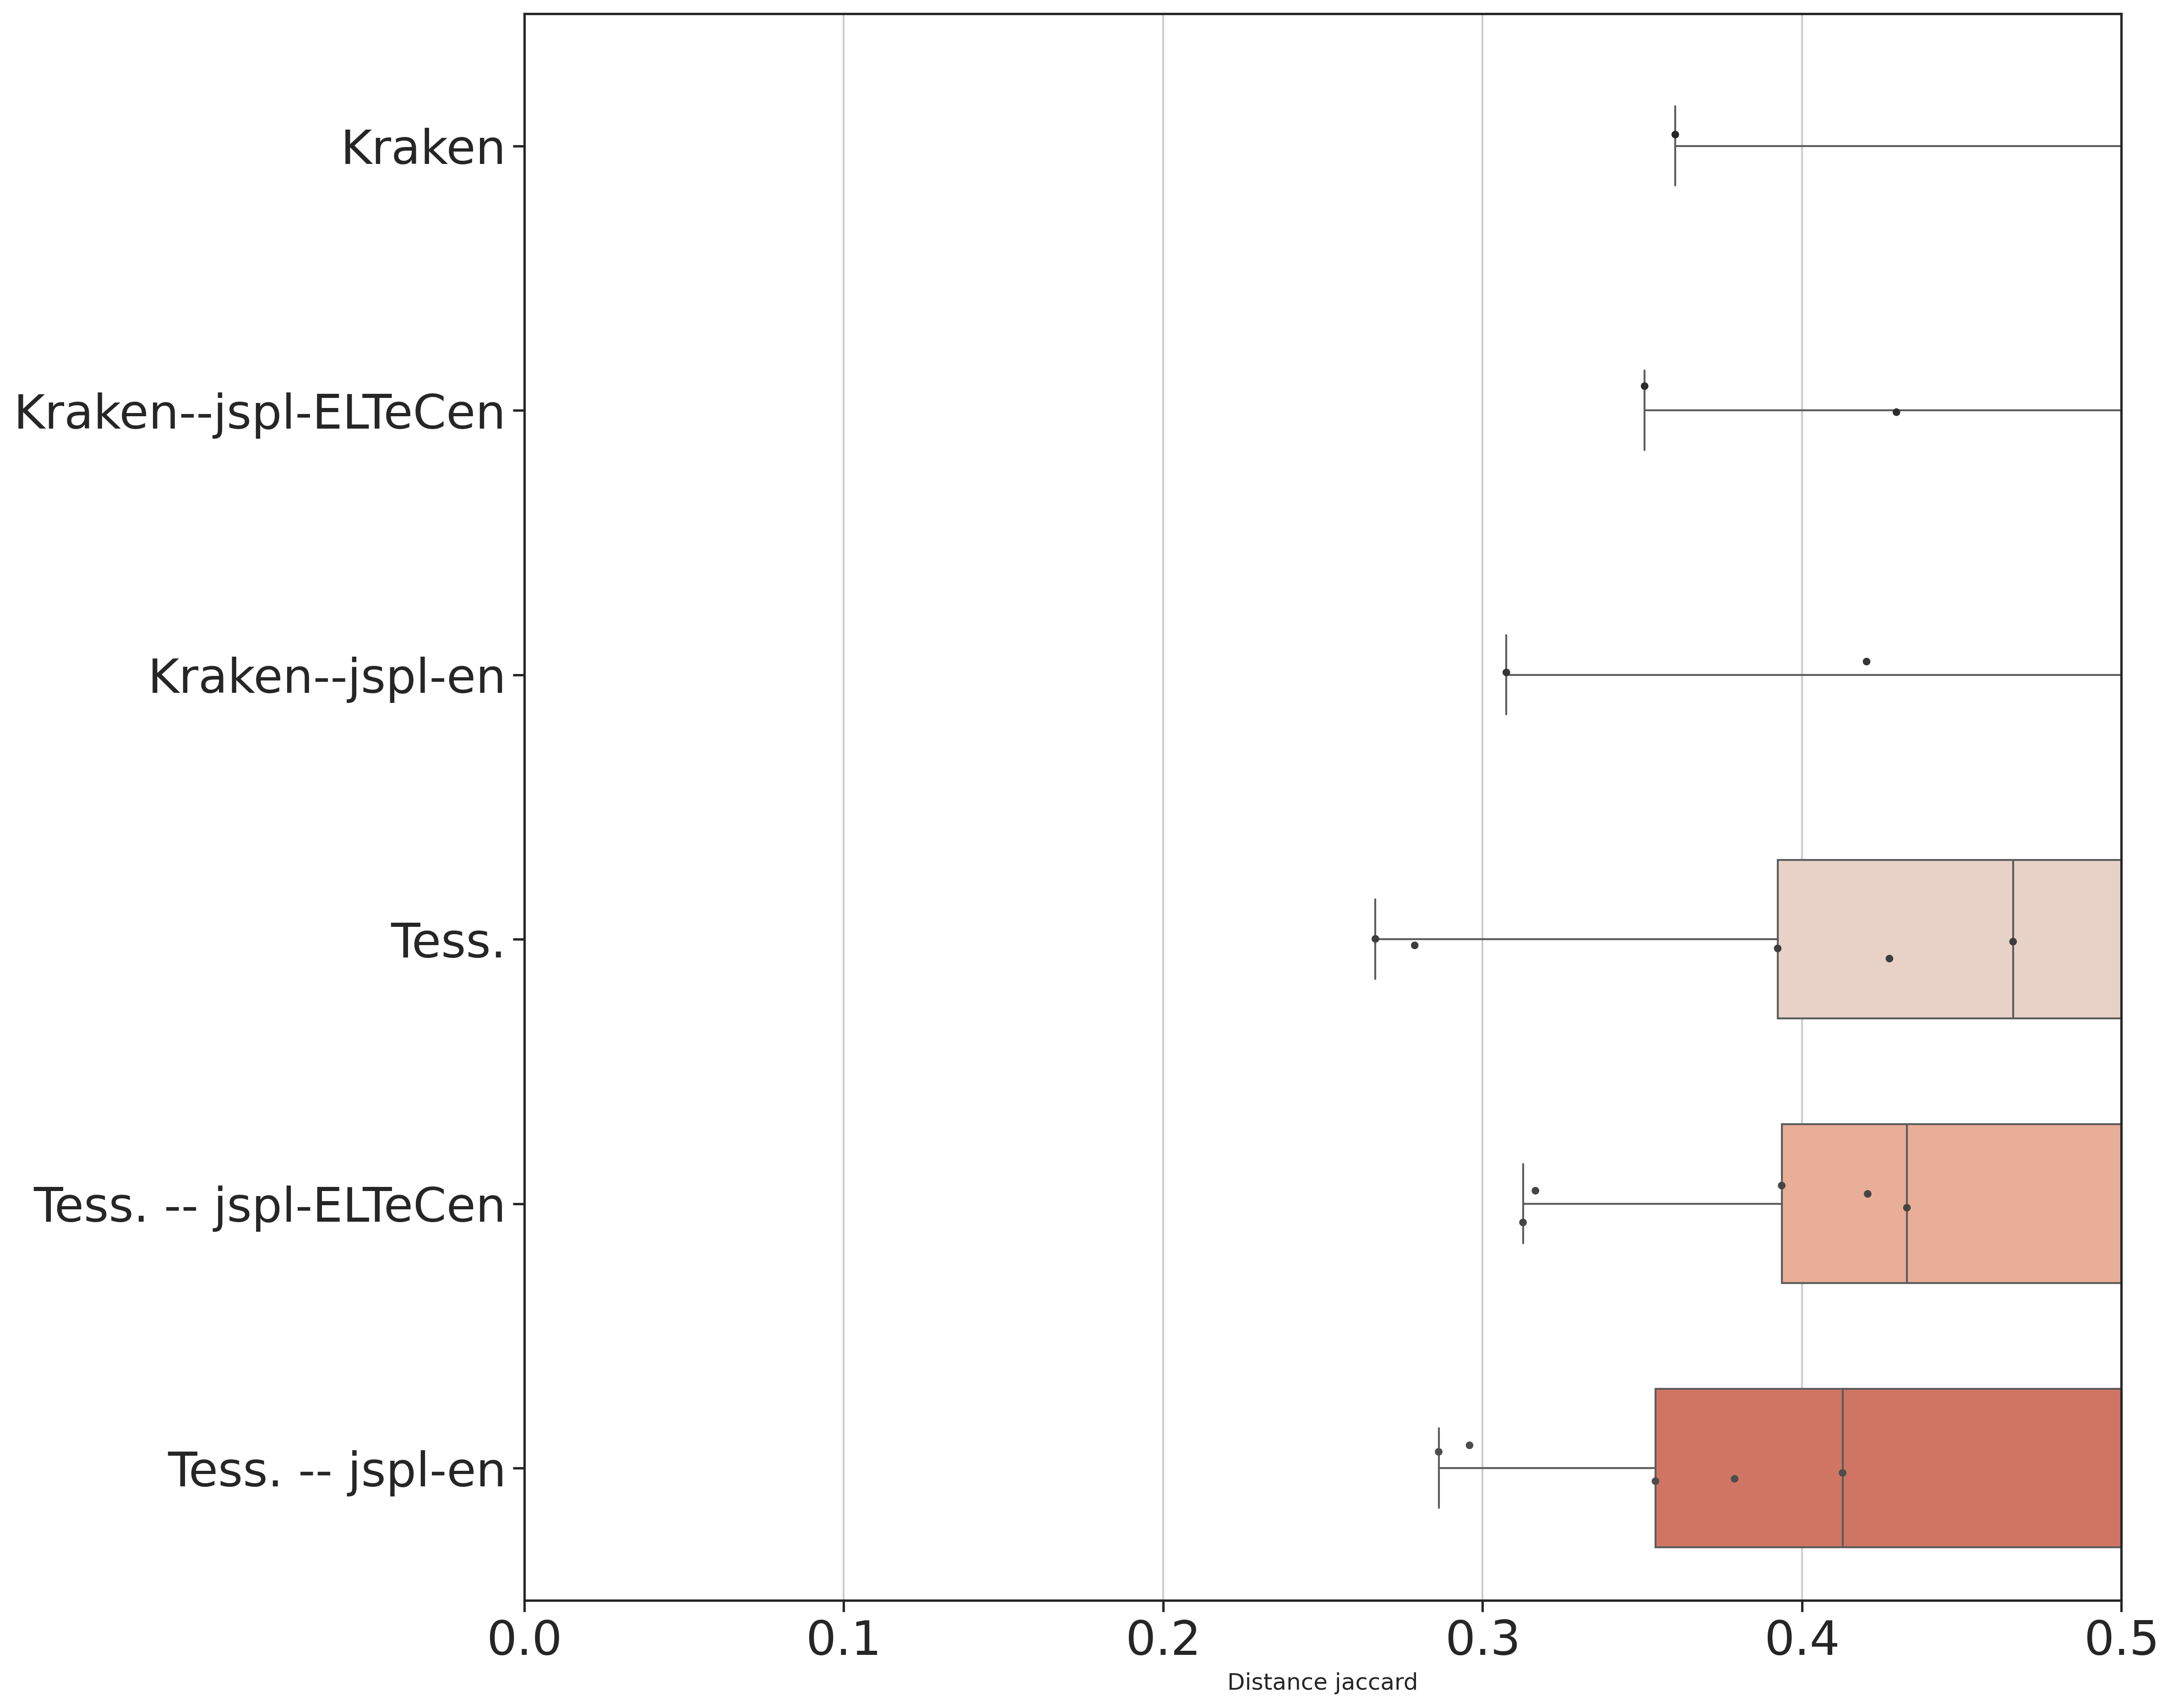 Kraken
Kraken--jspl-ELTeCen
Kraken--jspl-en
Tess.
Tess. -- jspl-ELTeCen
Tess. -- jspl-en
0.0 0.1 0.2 0.3 0.4 0.5
Distance jaccard